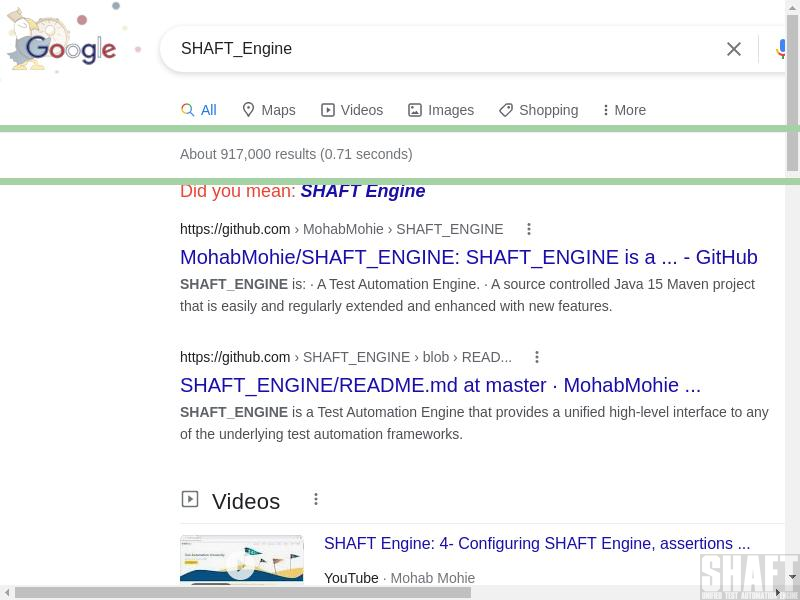 Google
SHAFT_Engine
All
Maps
Videos
Images
Shopping
More
About 917,000 results (0.71 seconds)
Did you mean: SHAFT Engine
https://github.com › MohabMohie › SHAFT_ENGINE
MohabMohie/SHAFT_ENGINE: SHAFT_ENGINE is a ... - GitHub
SHAFT_ENGINE is: · A Test Automation Engine. · A source controlled Java 15 Maven project
that is easily and regularly extended and enhanced with new features.
https://github.com › SHAFT_ENGINE › blob › READ...
SHAFT_ENGINE/README.md at master · MohabMohie ...
SHAFT_ENGINE is a Test Automation Engine that provides a unified high-level interface to any
of the underlying test automation frameworks.
Videos
SHAFT Engine: 4- Configuring SHAFT Engine, assertions ...
YouTube · Mohab Mohie
SHAFT